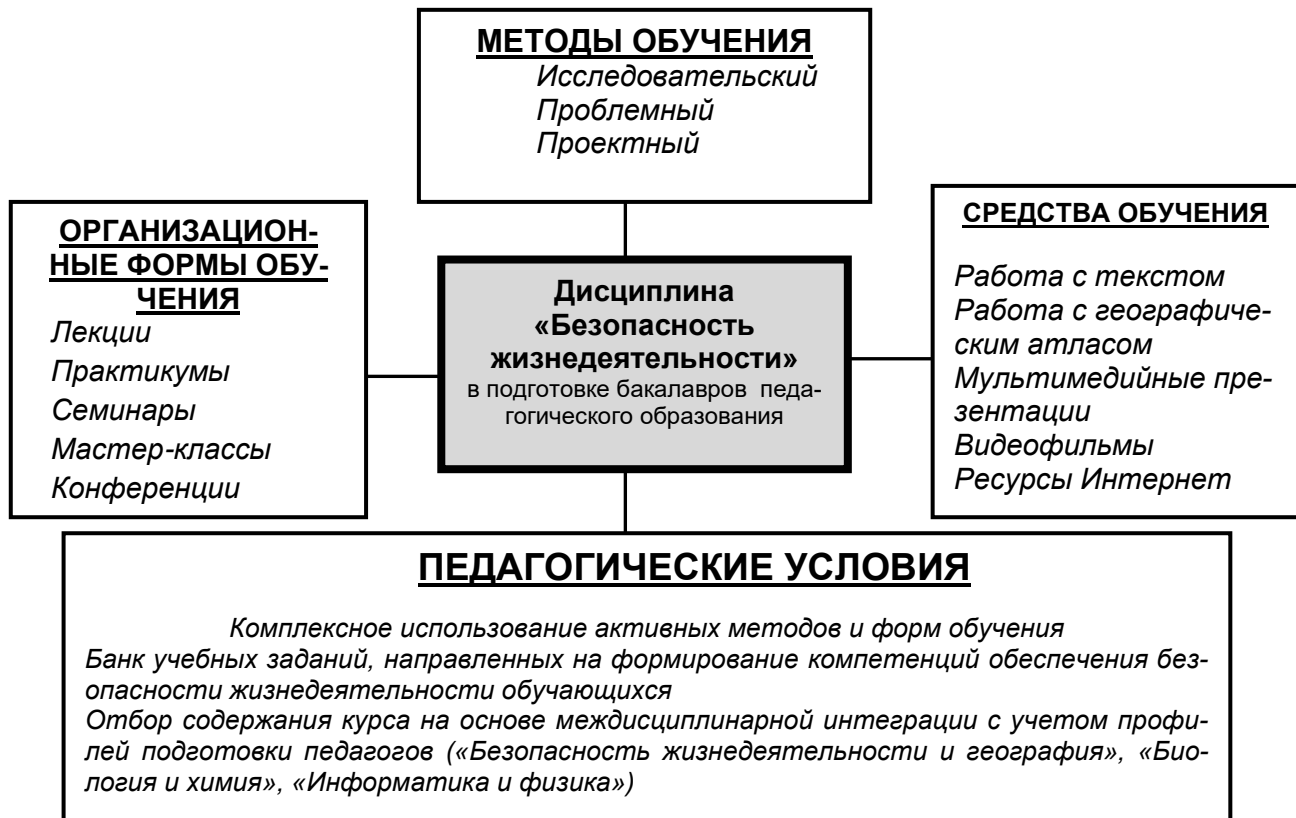 МЕТОДЫ ОБУЧЕНИЯ
Исследовательский
Проблемный
Проектный
ОРГАНИЗАЦИОН-
НЫЕ ФОРМЫ ОБУ-
ЧЕНИЯ
Лекции
Практикумы
Семинары
Мастер-классы
Конференции
Дисциплина
«Безопасность
жизнедеятельности»
в подготовке бакалавров педа-
гогического образования
СРЕДСТВА ОБУЧЕНИЯ
Работа с текстом
Работа с географиче-
ским атласом
Мультимедийные пре-
зентации
Видеофильмы
Ресурсы Интернет
ПЕДАГОГИЧЕСКИЕ УСЛОВИЯ
Комплексное использование активных методов и форм обучения
Банк учебных заданий, направленных на формирование компетенций обеспечения без-
опасности жизнедеятельности обучающихся
Отбор содержания курса на основе междисциплинарной интеграции с учетом профи-
лей подготовки педагогов («Безопасность жизнедеятельности и география», «Био-
логия и химия», «Информатика и физика»)